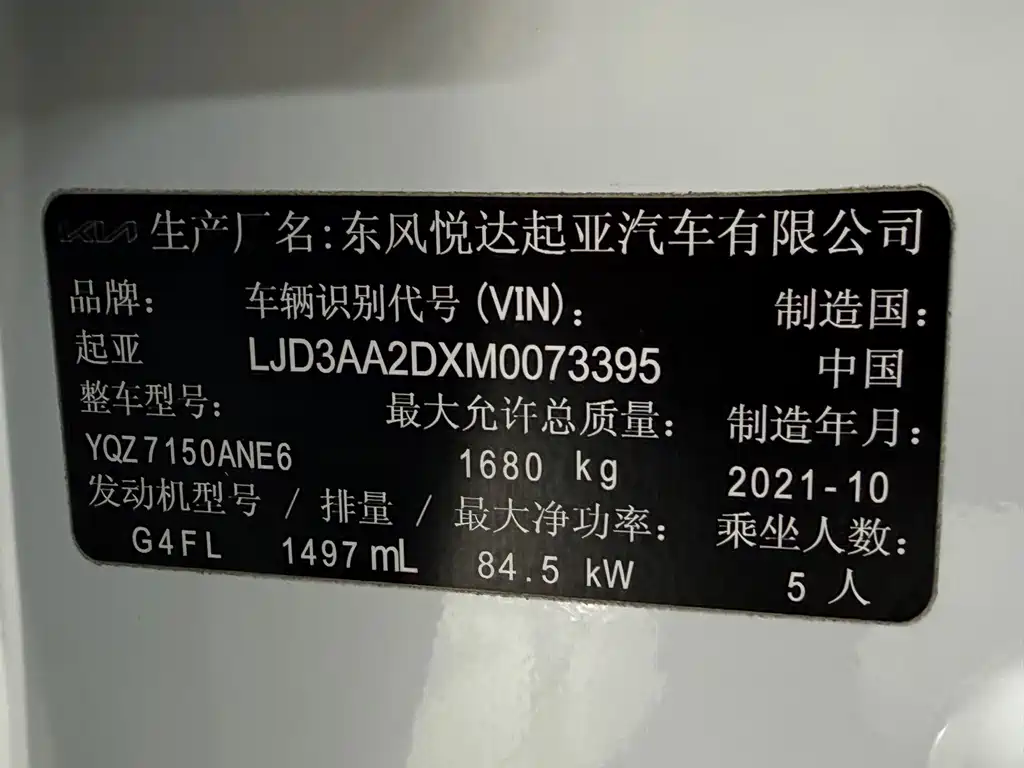 KIA 生产厂名:东风悦达起亚汽车有限公司
品牌: 车辆识别代号(VIN): 制造国:
起亚 LJD3AA2DXM0073395 中国
整车型号: 最大允许总质量: 制造年月:
YQZ7150ANE6 1680 kg 2021-10
发动机型号 / 排量 / 最大净功率: 乘坐人数:
G4FL 1497 mL 84.5 kW 5 人